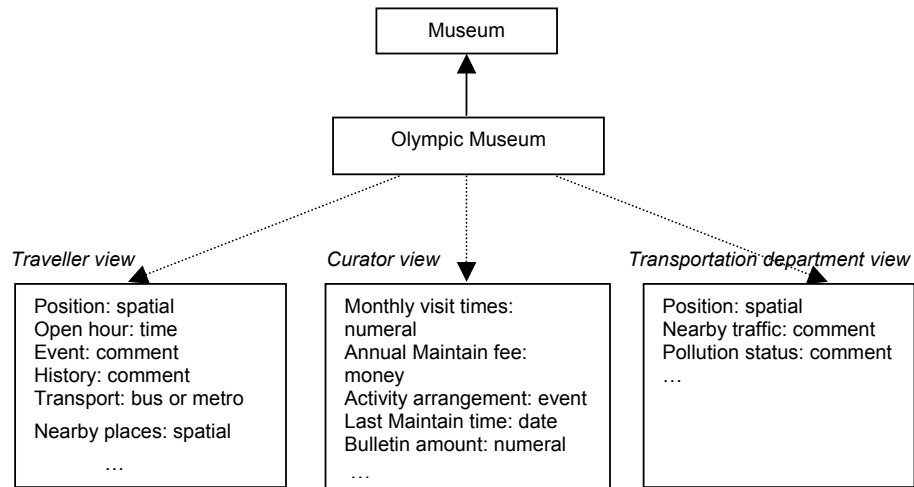 Museum
Olympic Museum
Traveller view
Position: spatial
Open hour: time
Event: comment
History: comment
Transport: bus or metro
Nearby places: spatial
…
Curator view
Monthly visit times:
numeral
Annual Maintain fee:
money
Activity arrangement: event
Last Maintain time: date
Bulletin amount: numeral
…
Transportation department view
Position: spatial
Nearby traffic: comment
Pollution status: comment
…